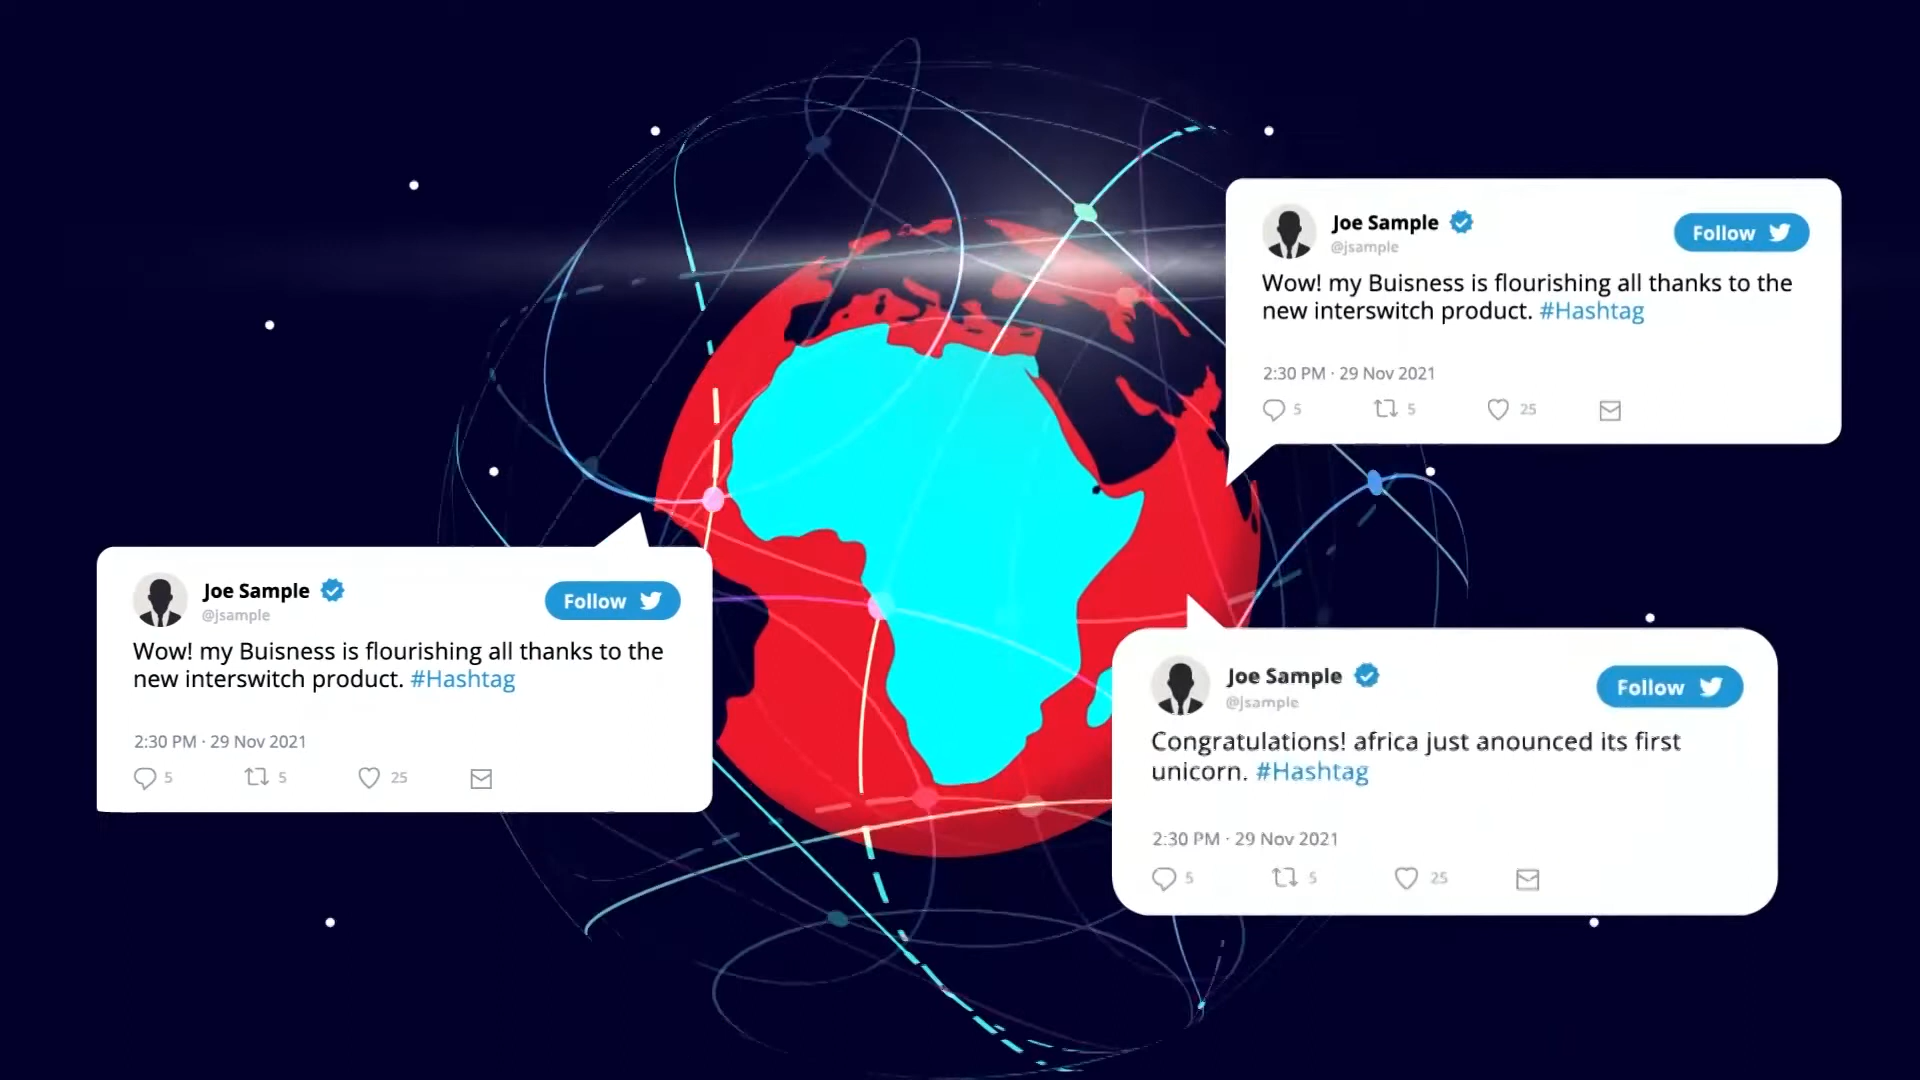 Joe Sample
Follow
@jsample
Wow! my Buisness is flourishing all thanks to the
new interswitch product. #Hashtag
2:30 PM · 29 Nov 2021
5 5 25
Joe Sample
Follow
@jsample
Wow! my Buisness is flourishing all thanks to the
new interswitch product. #Hashtag
2:30 PM · 29 Nov 2021
5 5 25
Joe Sample
Follow
@jsample
Congratulations! africa just anounced its first
unicorn. #Hashtag
2:30 PM · 29 Nov 2021
5 5 25